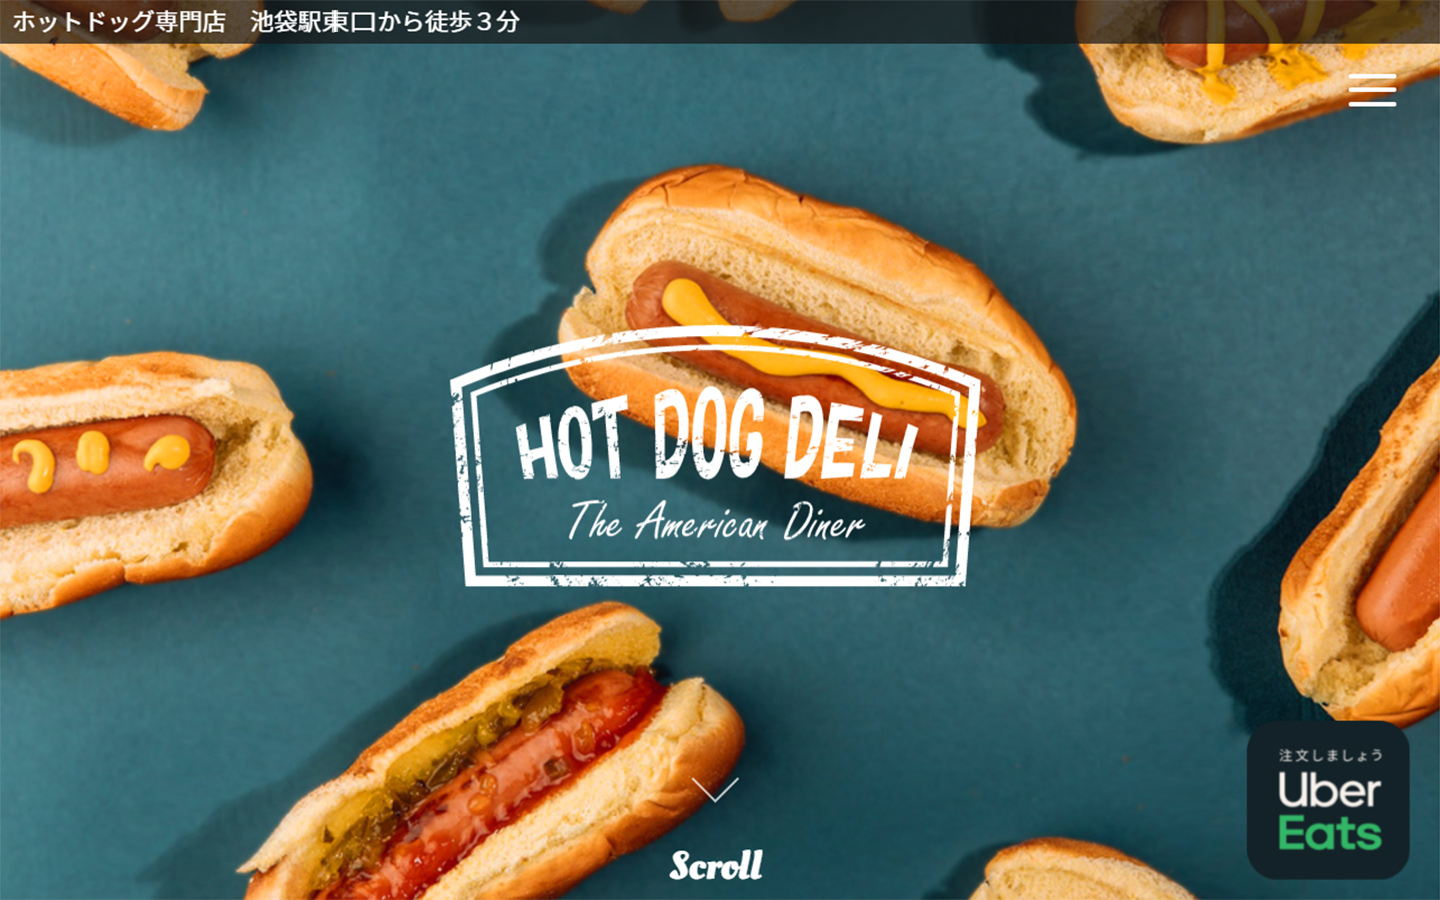 ホットドッグ専門店　池袋駅東口から徒歩３分
HOT DOG DELI
The American Diner
Scroll
注文しましょう
Uber
Eats